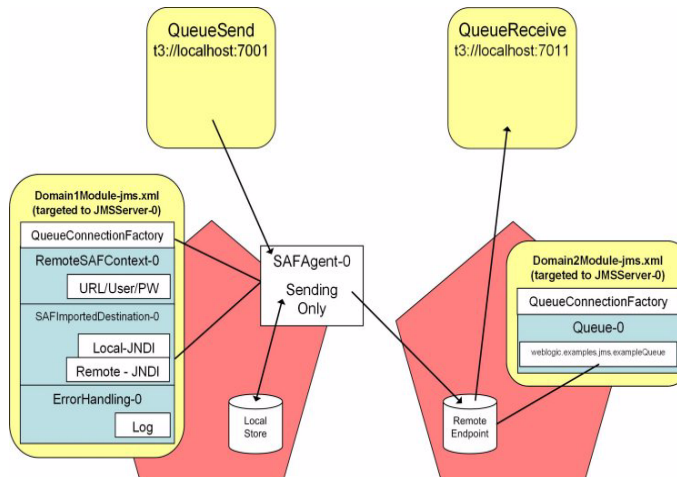 QueueSend
t3://localhost:7001
QueueReceive
t3://localhost:7011
Domain1Module-jms.xml
(targeted to JMSServer-0)
QueueConnectionFactory
RemoteSAFContext-0
URL/User/PW
SAFImportedDestination-0
Local-JNDI
Remote - JNDI
ErrorHandling-0
Log
SAFAgent-0
Sending
Only
Local
Store
Remote
Endpoint
Domain2Module-jms.xml
(targeted to JMSServer-0)
QueueConnectionFactory
Queue-0
weblogic.examples.jms.exampleQueue